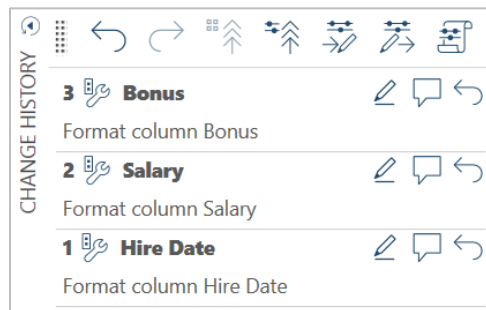 CHANGE HISTORY
3 Bonus
Format column Bonus
2 Salary
Format column Salary
1 Hire Date
Format column Hire Date